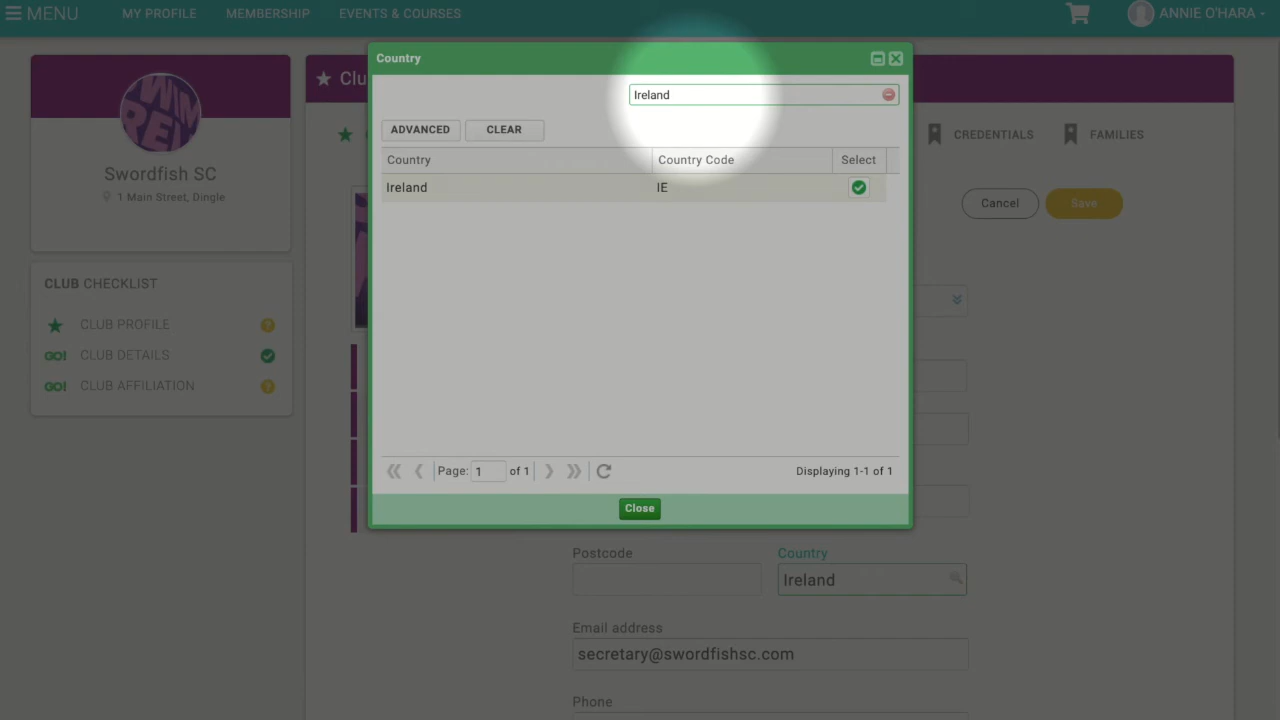 MENU
MY PROFILE
MEMBERSHIP
EVENTS & COURSES
ANNIE O'HARA
Swordfish SC
1 Main Street, Dingle
CLUB CHECKLIST
CLUB PROFILE
?
GO! CLUB DETAILS
GO! CLUB AFFILIATION
?
Clu
CREDENTIALS
FAMILIES
Cancel
Save
Country
Ireland
ADVANCED
CLEAR
Country Country Code Select
Ireland IE
Page: 1 of 1
Displaying 1-1 of 1
Close
Postcode
Country
Ireland
Email address
secretary@swordfishsc.com
Phone